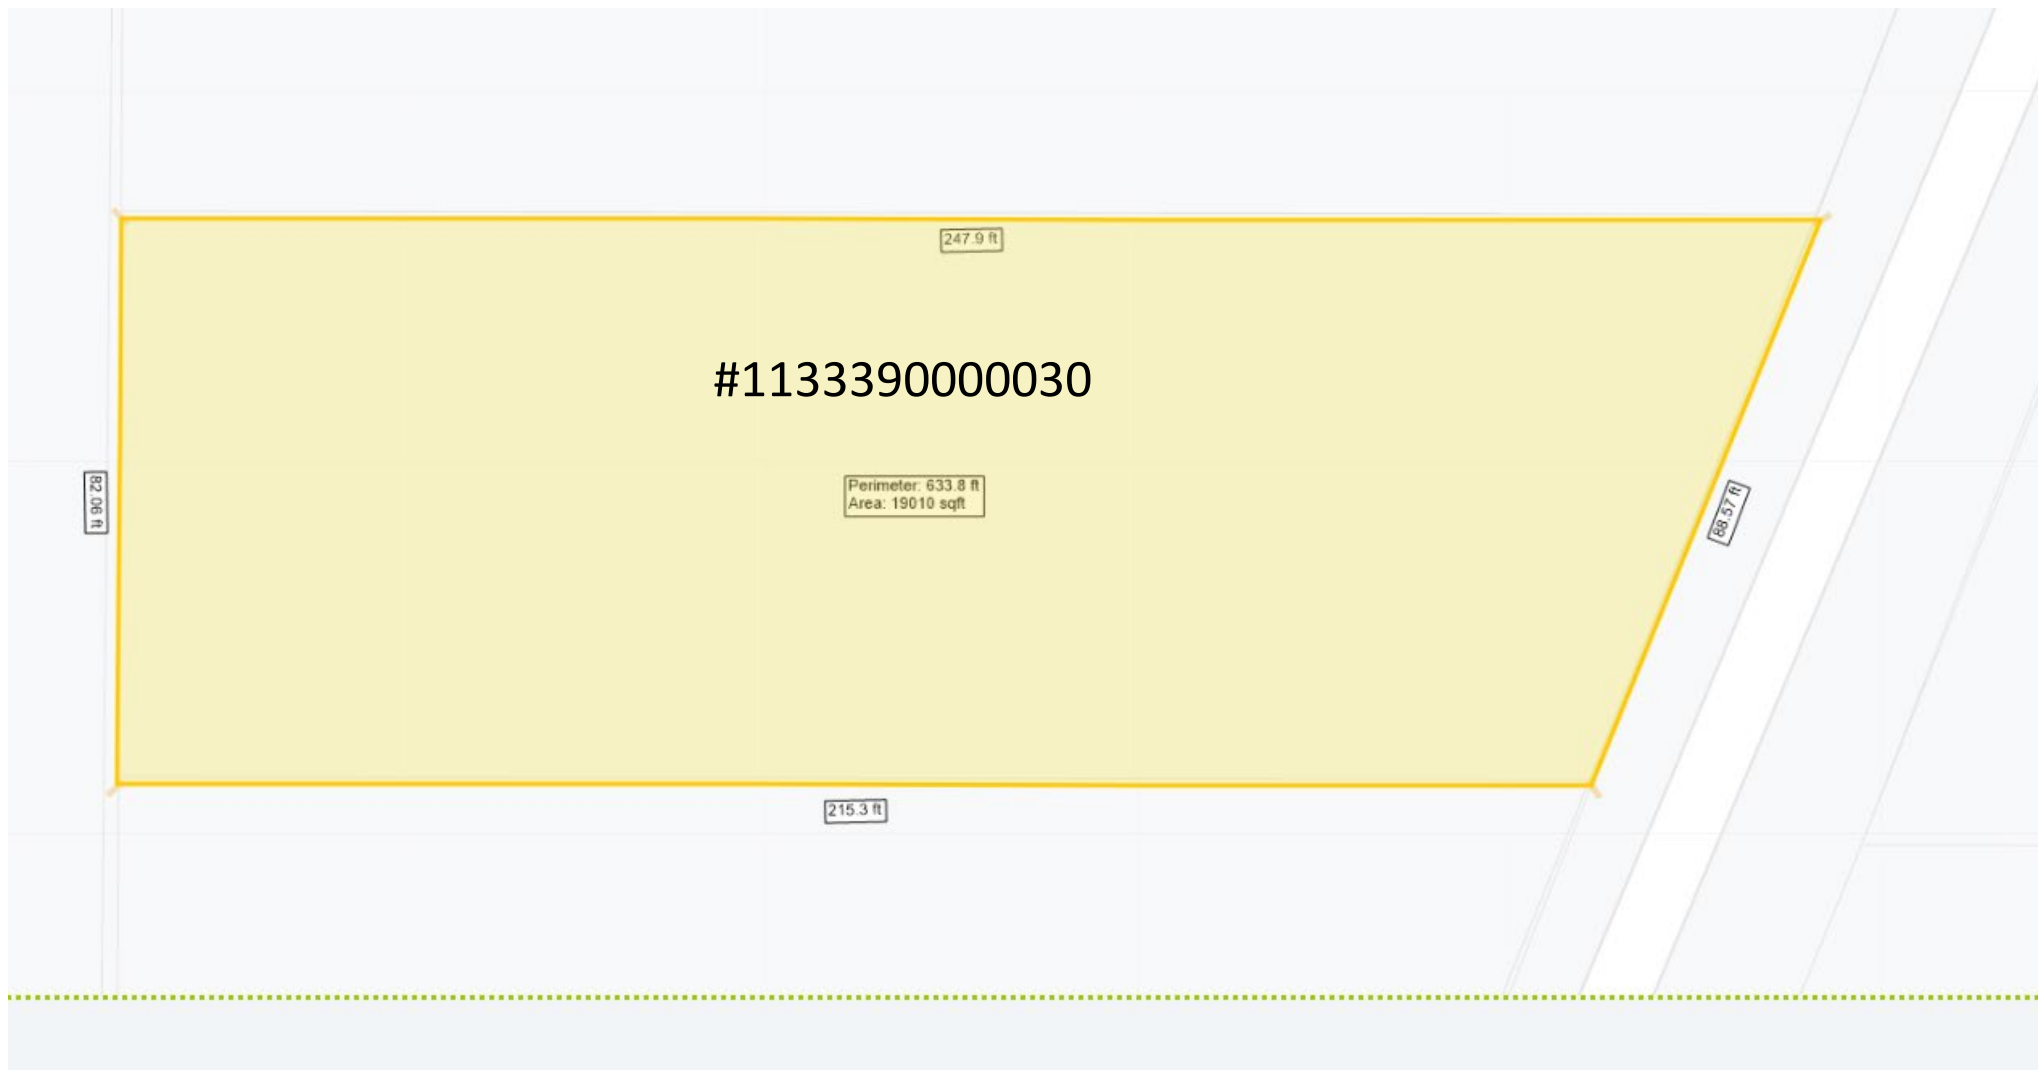 247.9 ft
#1133390000030
82.06 ft
Perimeter: 633.8 ft
Area: 19010 sqft
88.57 ft
215.3 ft